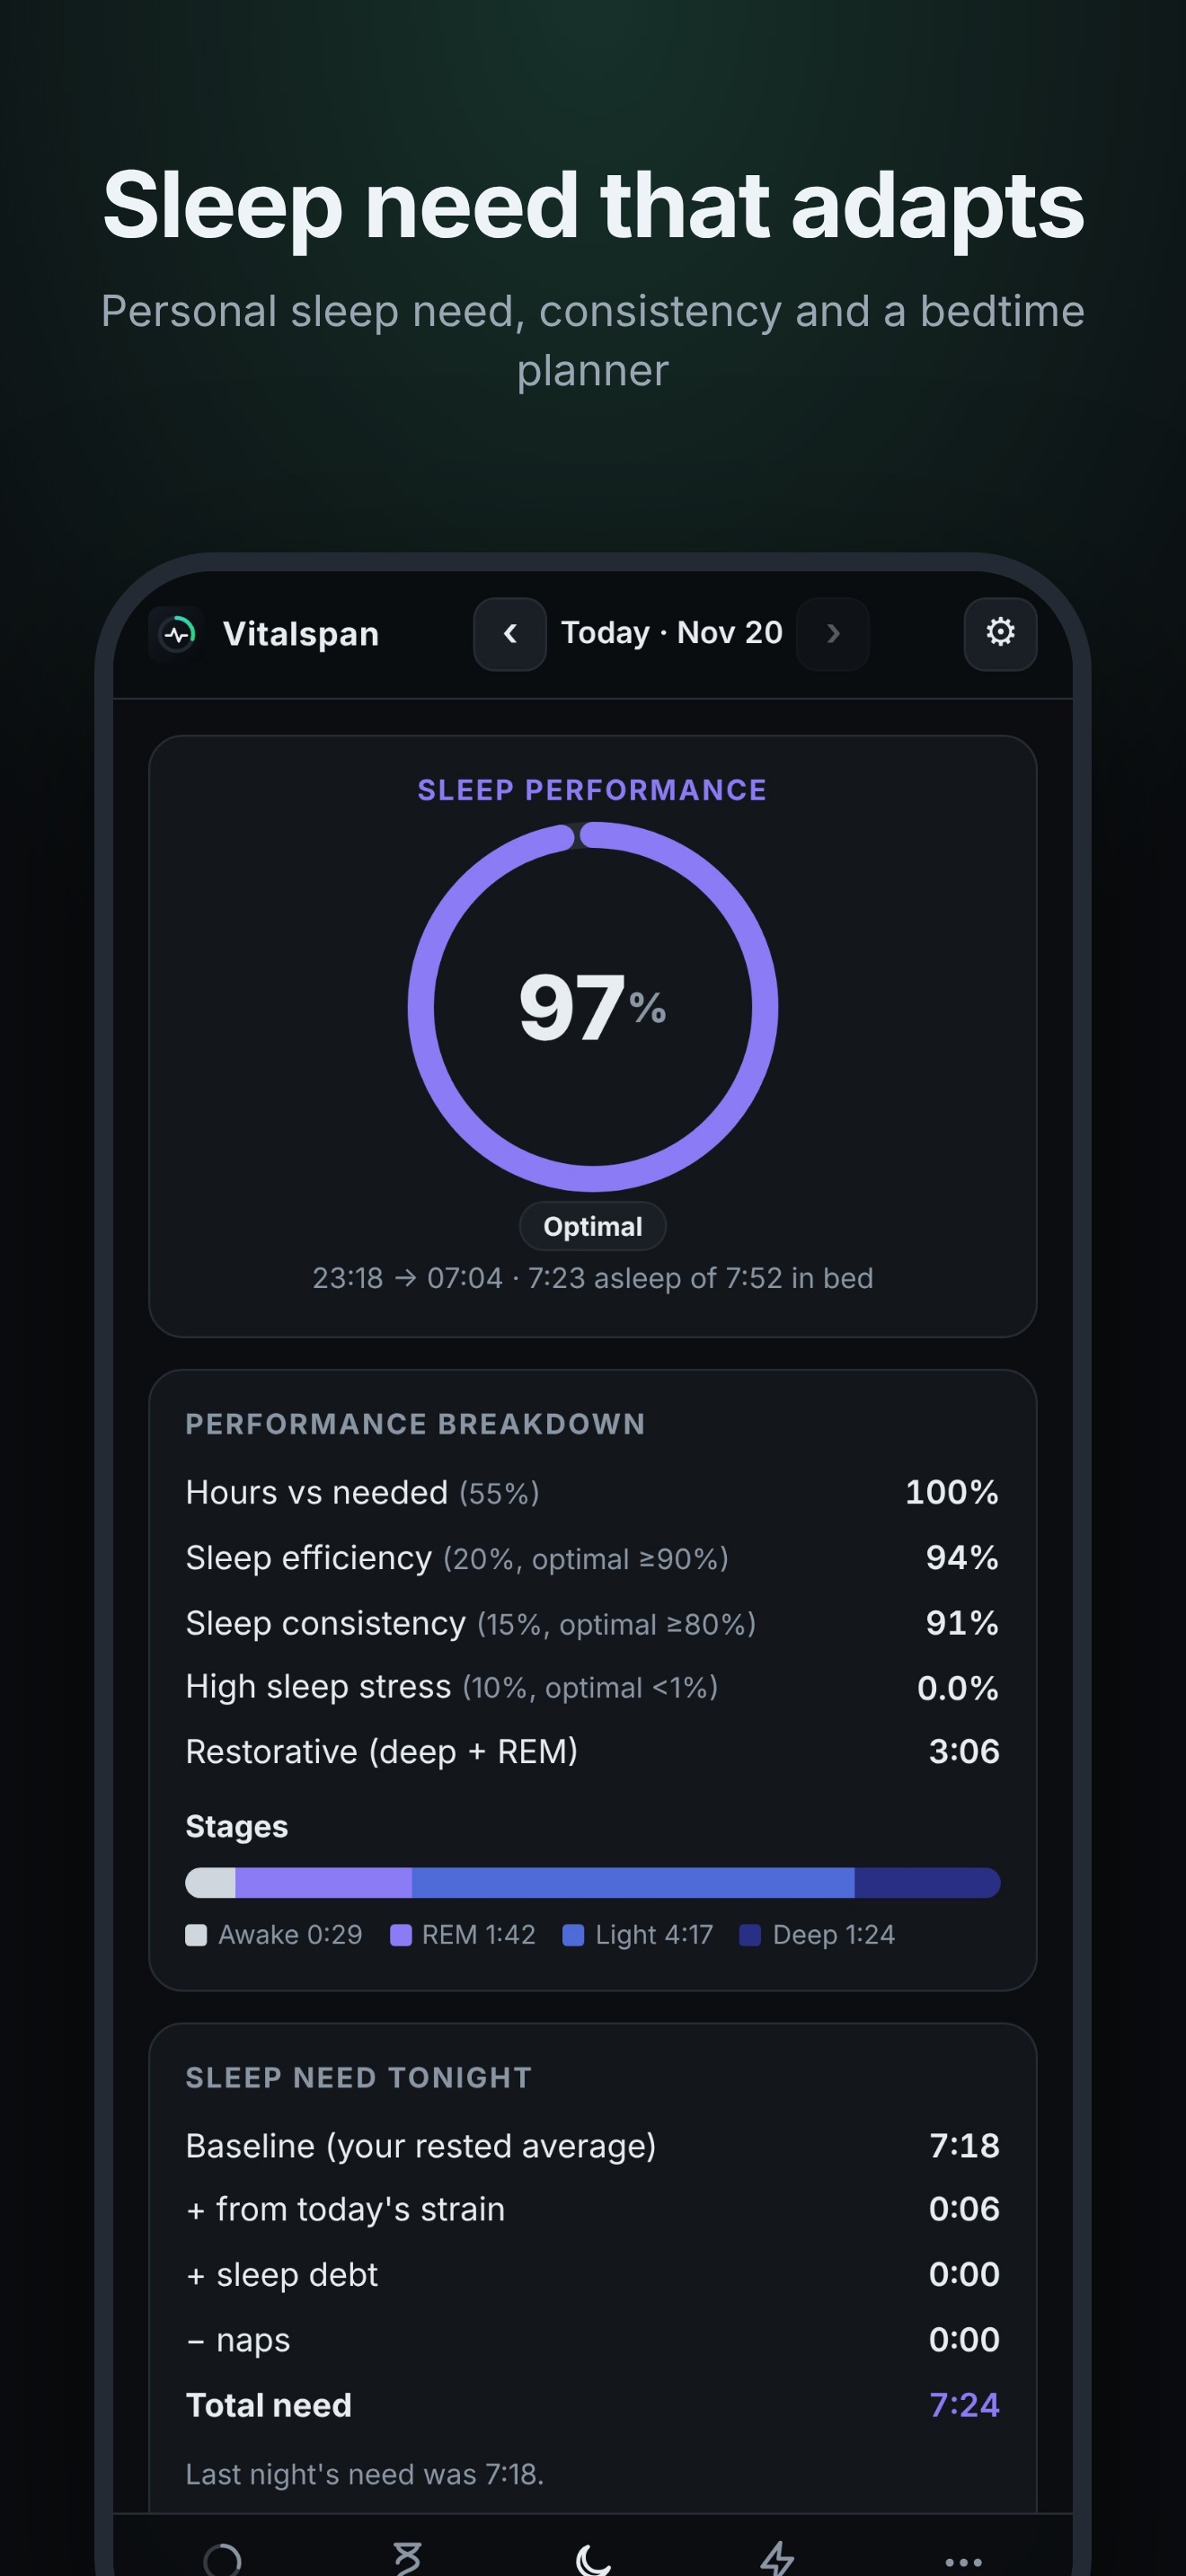 Sleep need that adapts
Personal sleep need, consistency and a bedtime
planner
Vitalspan
‹ Today · Nov 20 ›
SLEEP PERFORMANCE
97%
Optimal
23:18 → 07:04 · 7:23 asleep of 7:52 in bed
PERFORMANCE BREAKDOWN
Hours vs needed (55%) 100%
Sleep efficiency (20%, optimal ≥90%) 94%
Sleep consistency (15%, optimal ≥80%) 91%
High sleep stress (10%, optimal <1%) 0.0%
Restorative (deep + REM) 3:06
Stages
Awake 0:29 REM 1:42 Light 4:17 Deep 1:24
SLEEP NEED TONIGHT
Baseline (your rested average) 7:18
+ from today's strain 0:06
+ sleep debt 0:00
− naps 0:00
Total need 7:24
Last night's need was 7:18.